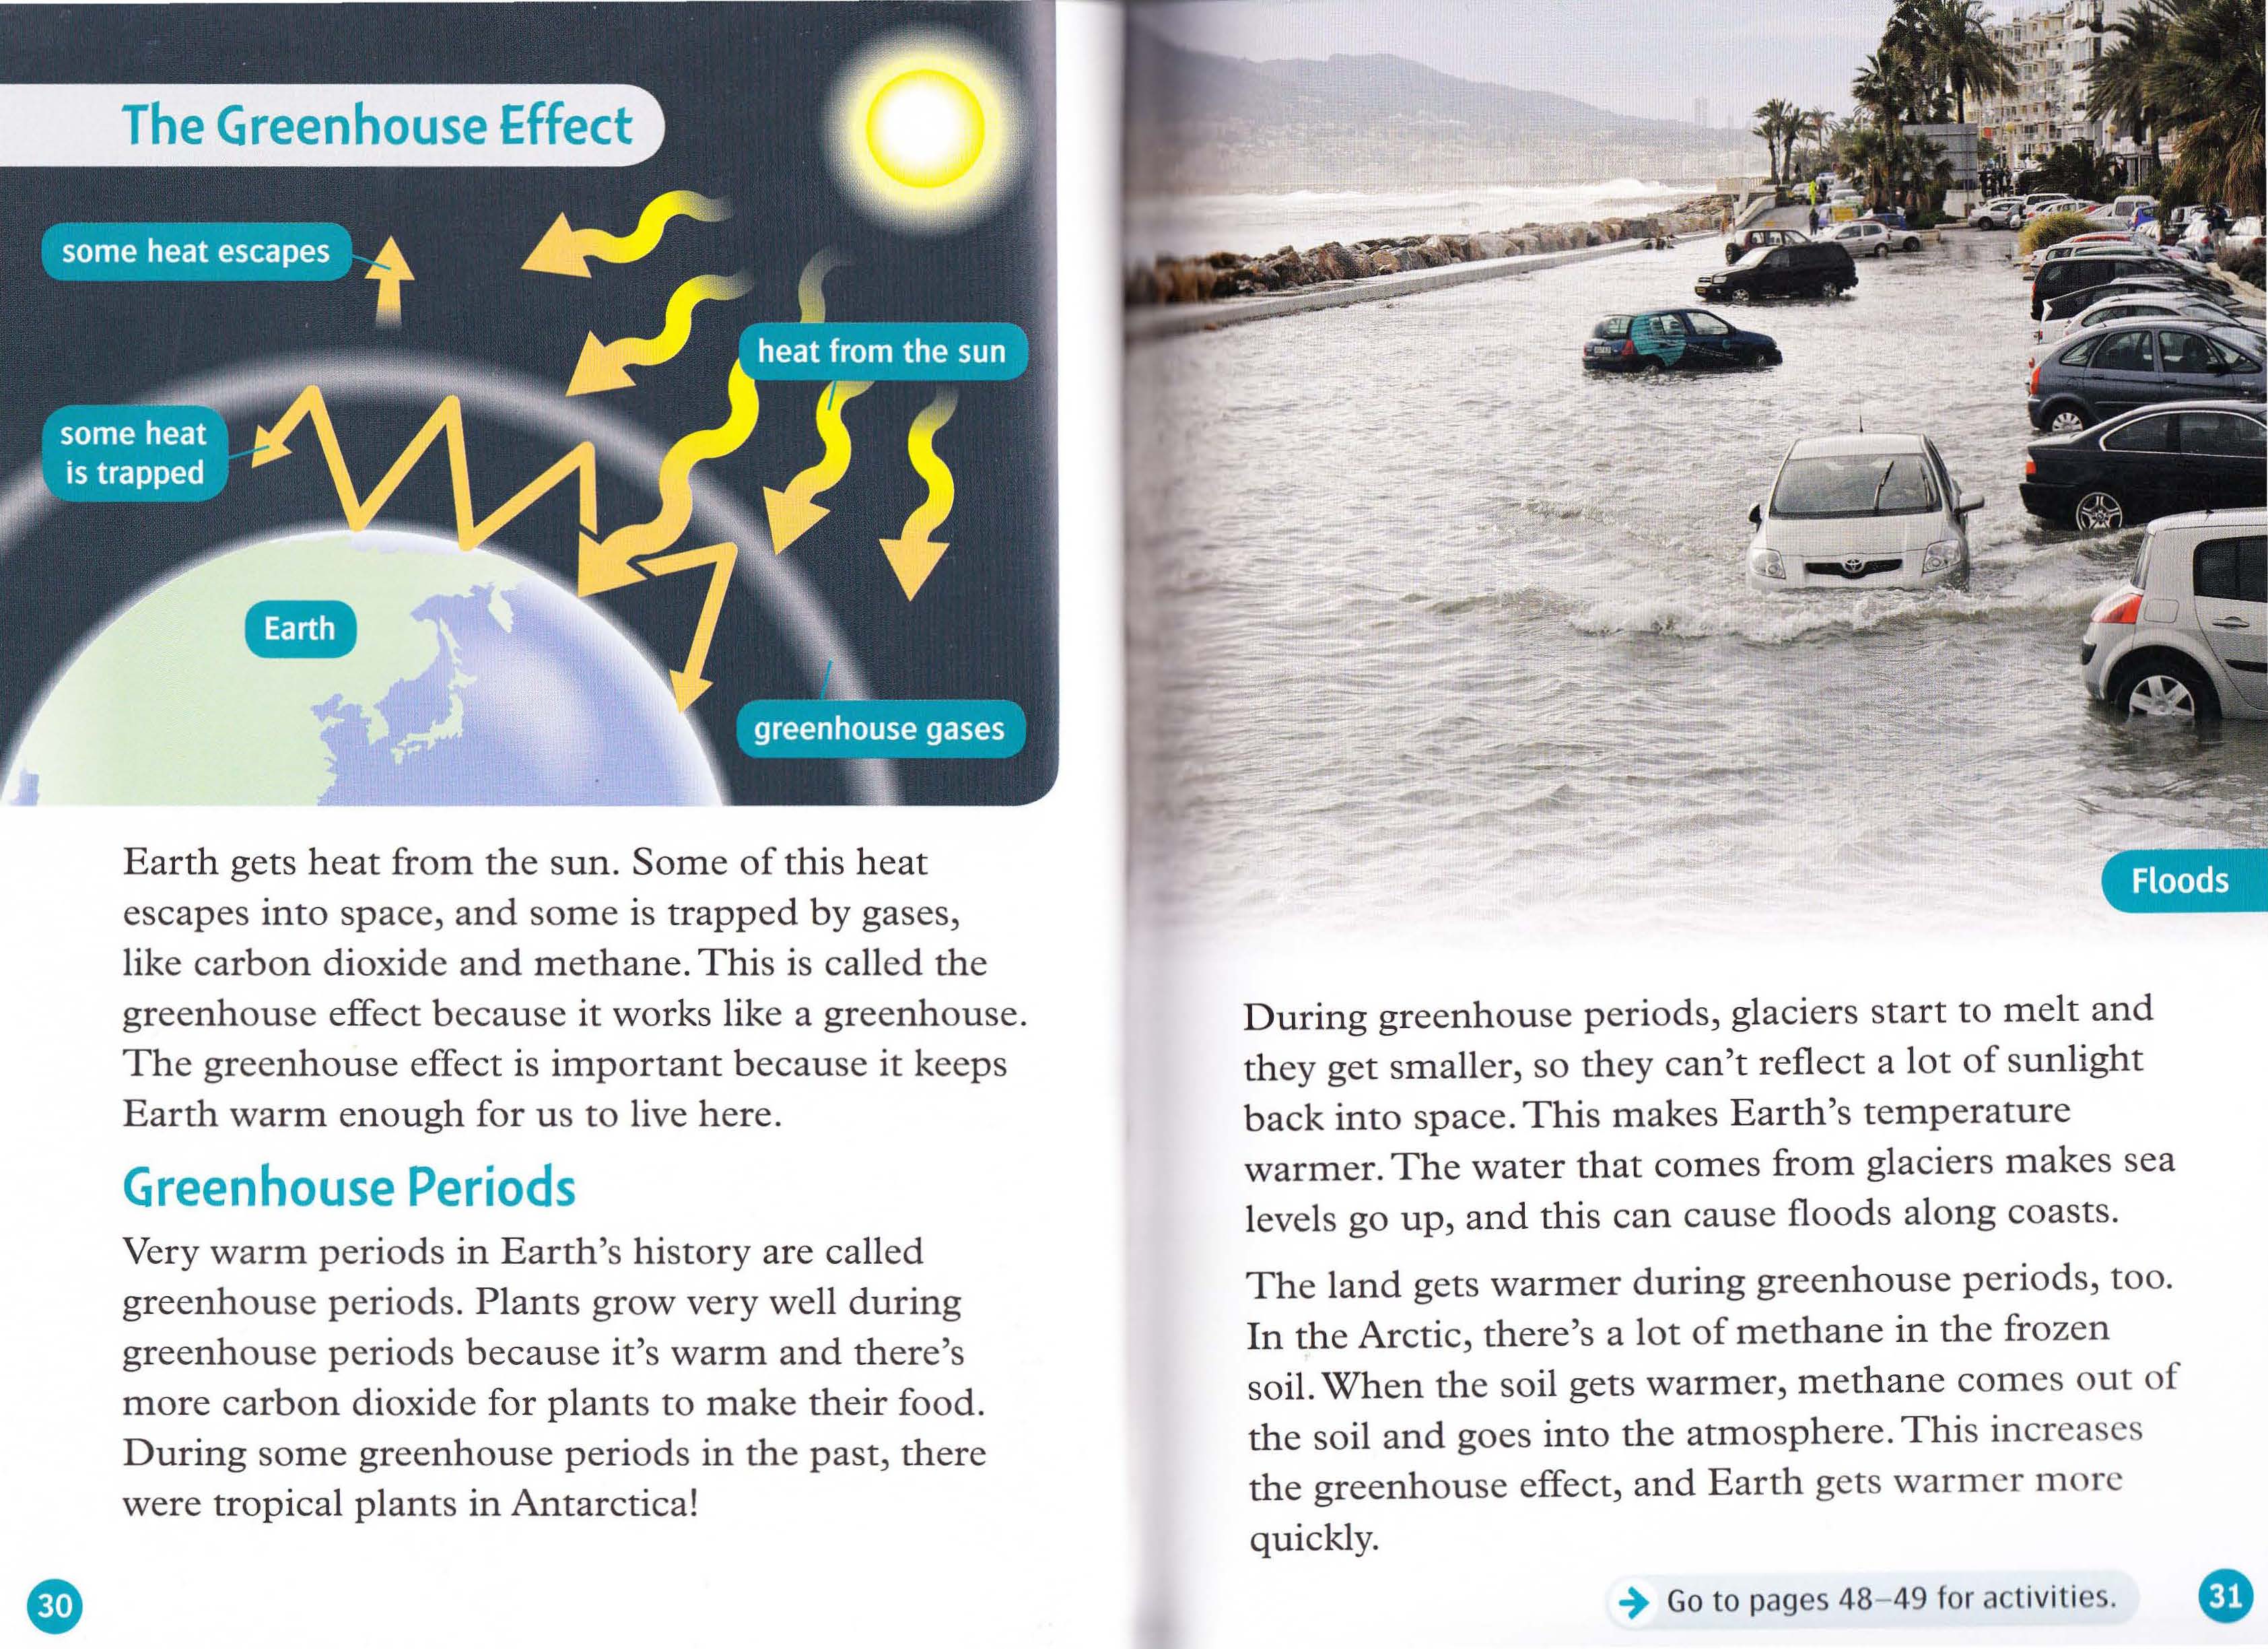 The Greenhouse Effect
some heat escapes
heat from the sun
some heat
is trapped
Earth
greenhouse gases
Earth gets heat from the sun. Some of this heat
escapes into space, and some is trapped by gases,
like carbon dioxide and methane. This is called the
greenhouse effect because it works like a greenhouse.
The greenhouse effect is important because it keeps
Earth warm enough for us to live here.
Greenhouse Periods
Very warm periods in Earth's history are called
greenhouse periods. Plants grow very well during
greenhouse periods because it's warm and there's
more carbon dioxide for plants to make their food.
During some greenhouse periods in the past, there
were tropical plants in Antarctica!
30
Floods
During greenhouse periods, glaciers start to melt and
they get smaller, so they can't reflect a lot of sunlight
back into space. This makes Earth's temperature
warmer. The water that comes from glaciers makes sea
levels go up, and this can cause floods along coasts.
The land gets warmer during greenhouse periods, too.
In the Arctic, there's a lot of methane in the frozen
soil. When the soil gets warmer, methane comes out of
the soil and goes into the atmosphere. This increases
the greenhouse effect, and Earth gets warmer more
quickly.
Go to pages 48–49 for activities.
31